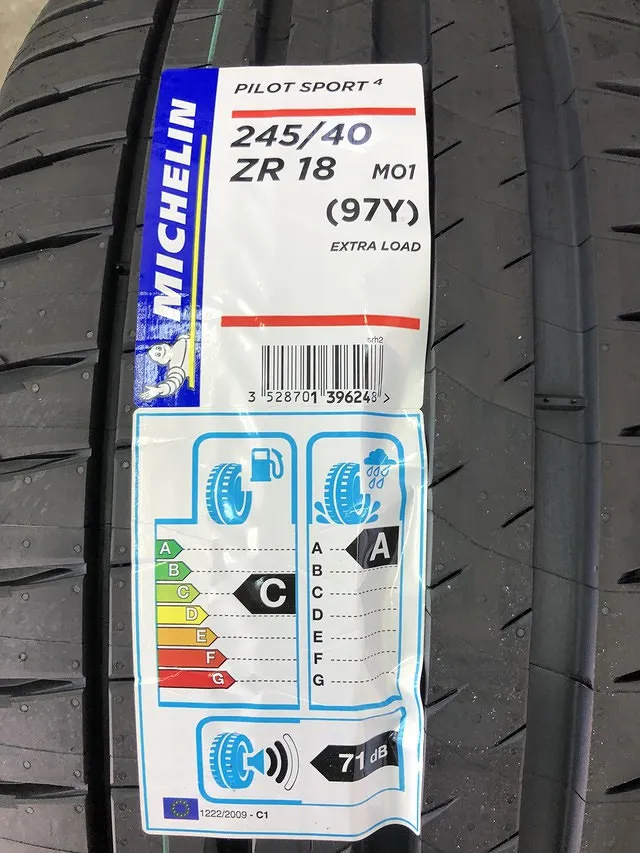 MICHELIN
PILOT SPORT 4
245/40
ZR 18 MO1
(97Y)
EXTRA LOAD
srh2
3 528701 396248 >
A
B
C
D
E
F
G
C
A
B
C
D
E
F
G
A
71 dB
1222/2009 - C1